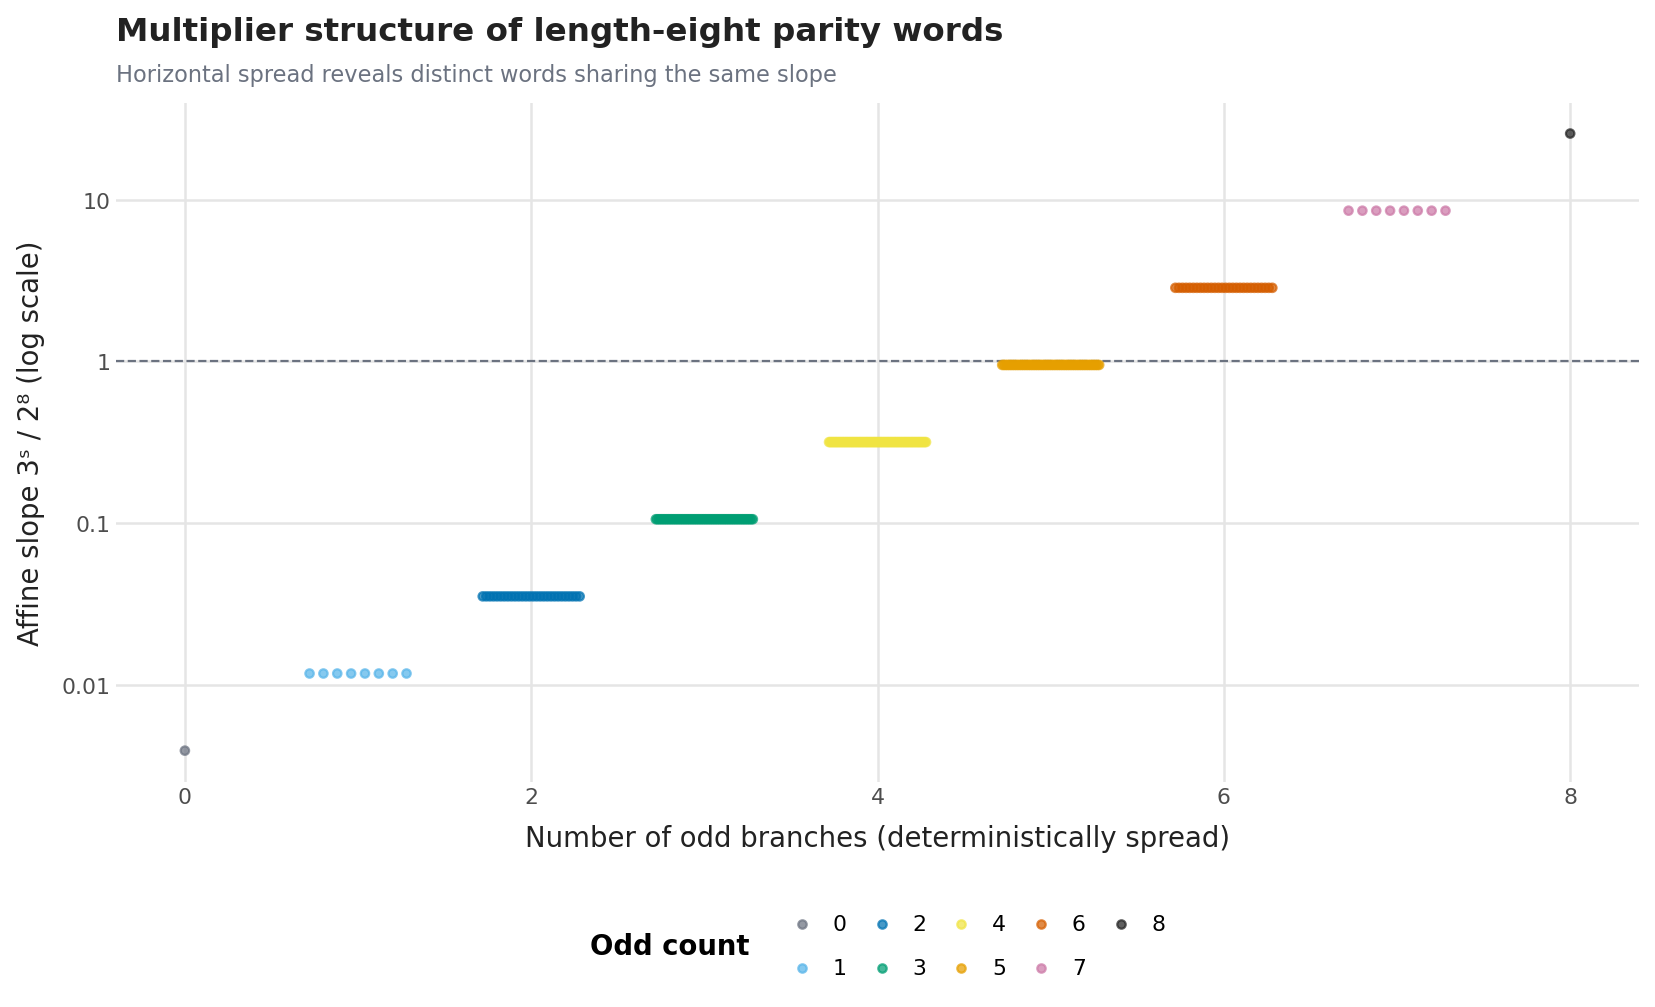 Multiplier structure of length-eight parity words
Horizontal spread reveals distinct words sharing the same slope
Affine slope 3ˢ / 2⁸ (log scale)
10
1
0.1
0.01
0 2 4 6 8
Number of odd branches (deterministically spread)
Odd count
0 2 4 6 8
1 3 5 7